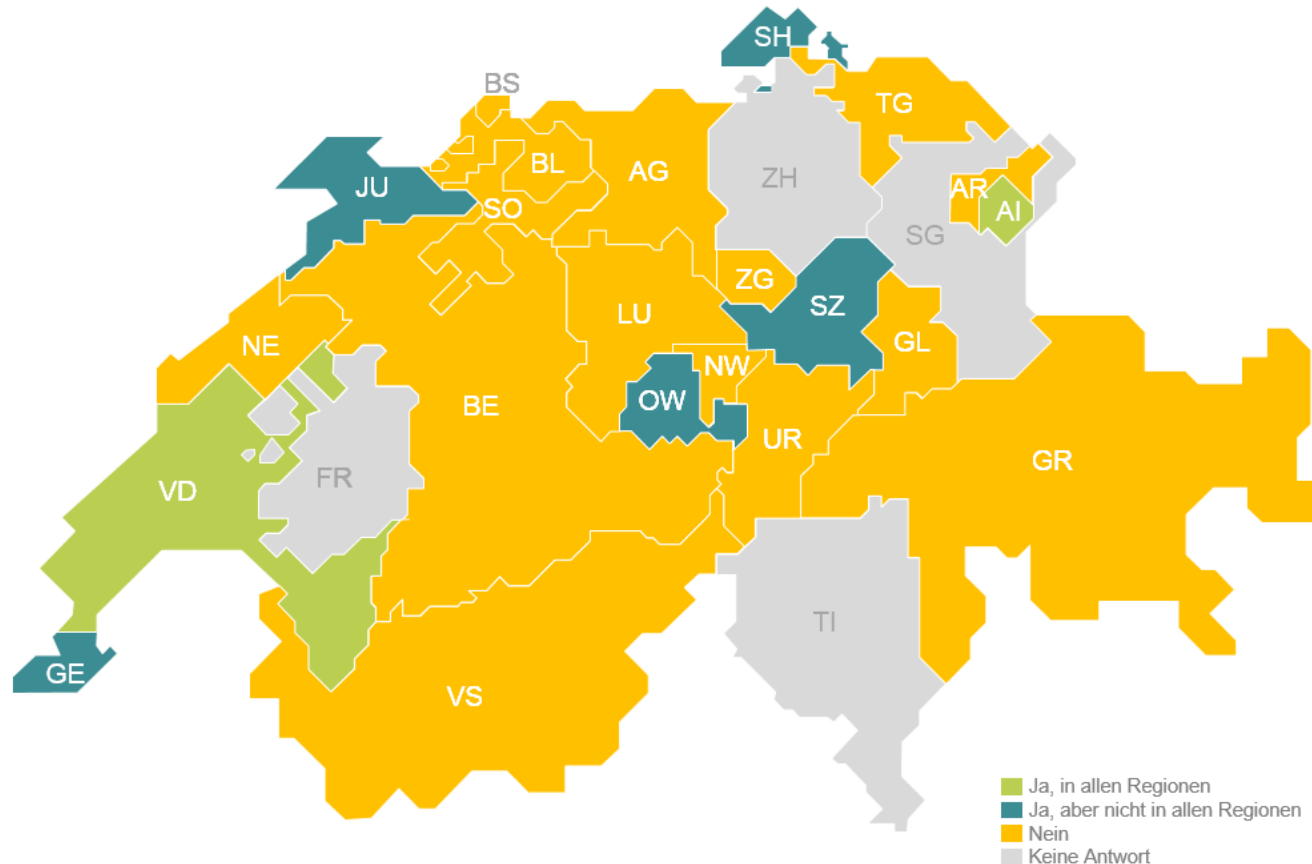 SH
BS
TG
BL
AG
ZH
JU
AR
SO
AI
SG
ZG
SZ
LU
NE
GL
NW
OW
BE
UR
GR
FR
VD
TI
GE
VS
Ja, in allen Regionen
Ja, aber nicht in allen Regionen
Nein
Keine Antwort